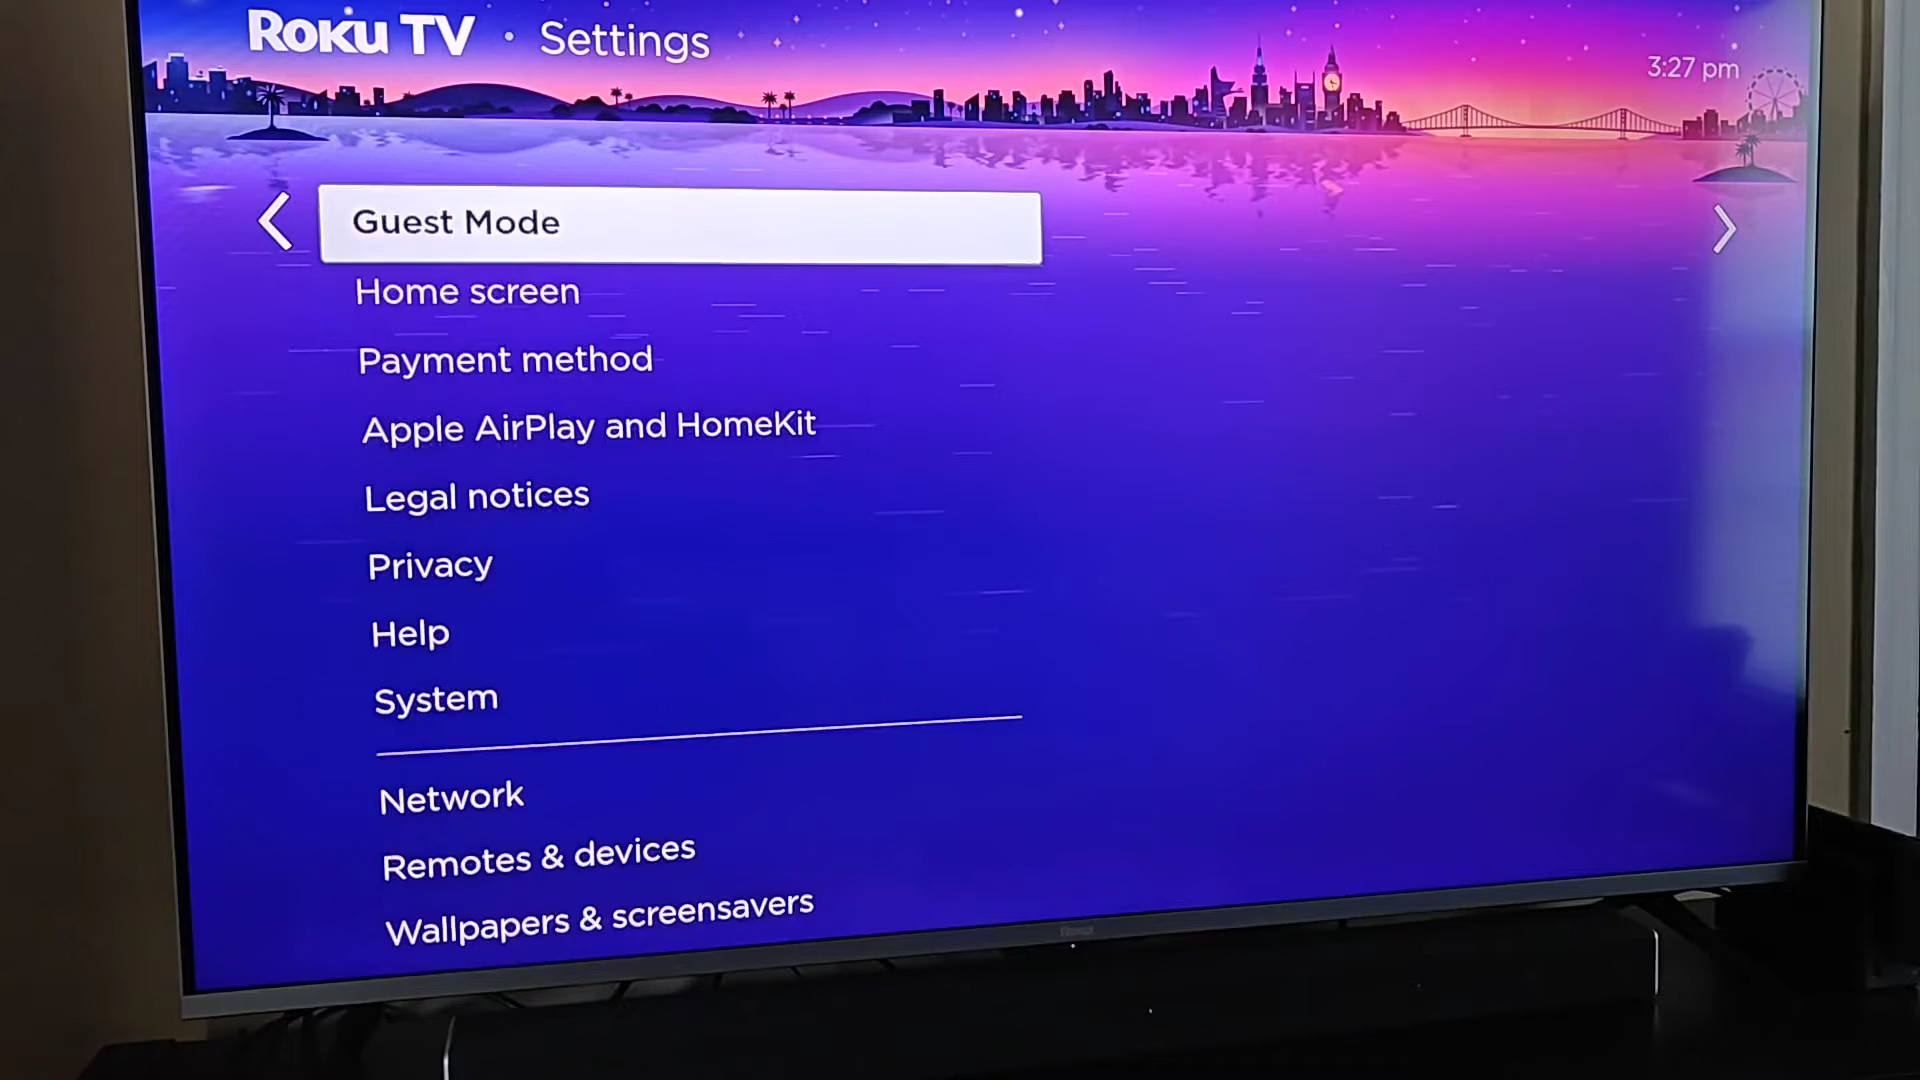 Roku TV • Settings
3:27 pm
Guest Mode
Home screen
Payment method
Apple AirPlay and HomeKit
Legal notices
Privacy
Help
System
Network
Remotes & devices
Wallpapers & screensavers